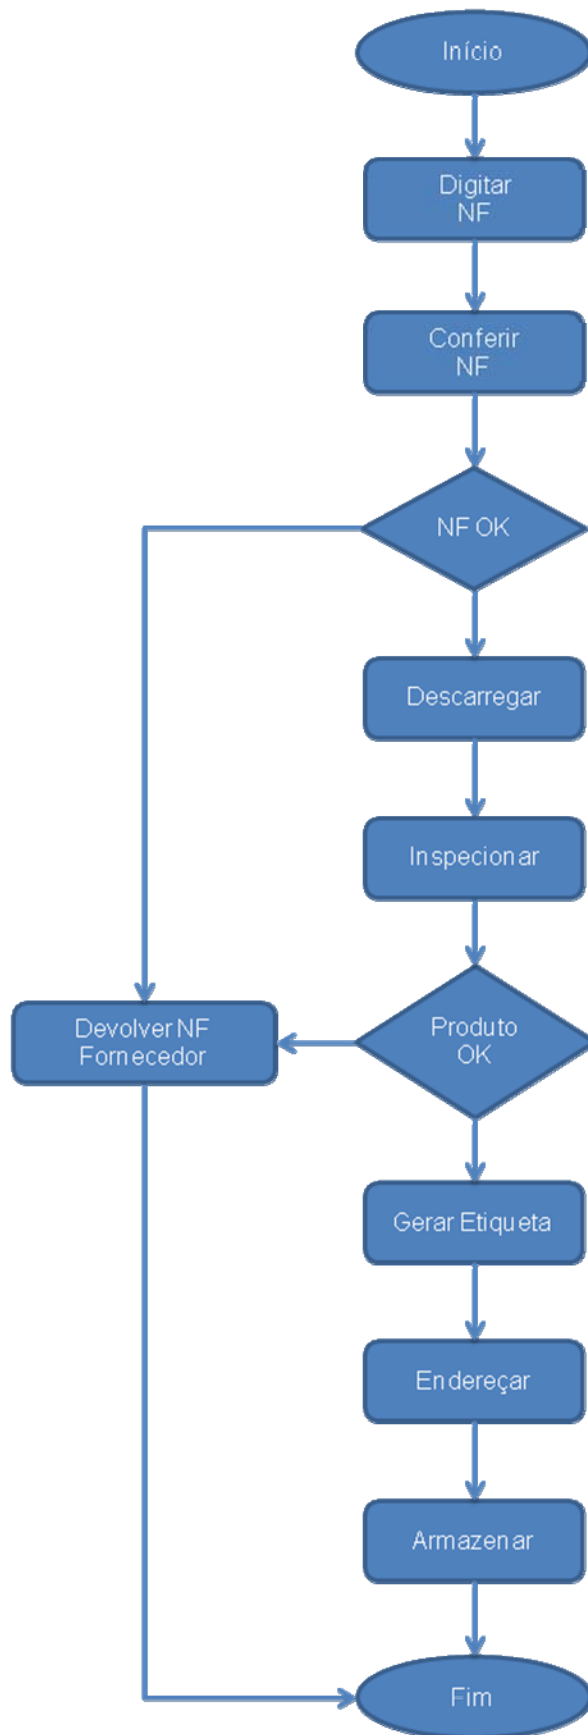 Início
Digitar
NF
Conferir
NF
NF OK
Descarregar
Inspecionar
Devolver NF
Fornecedor
Produto
OK
Gerar Etiqueta
Endereçar
Armazenar
Fim